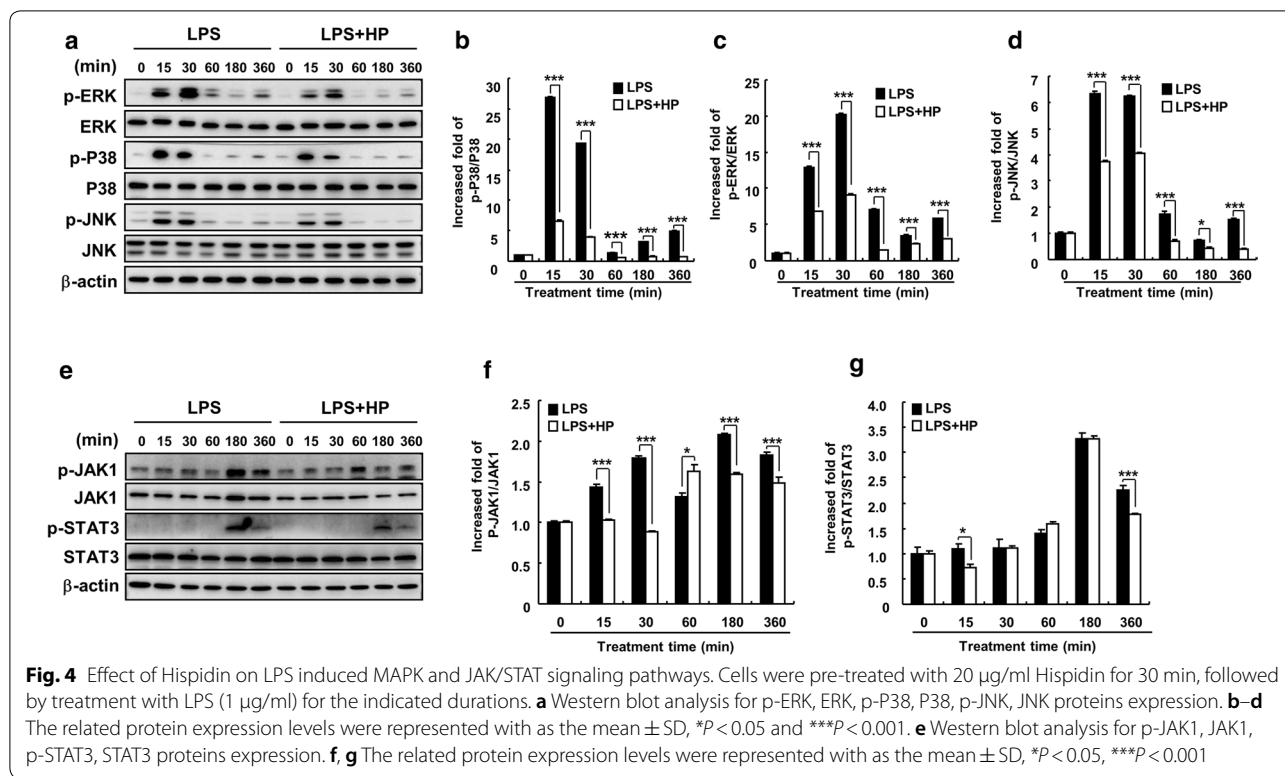 a
LPS LPS+HP
(min) 0 15 30 60 180 360 0 15 30 60 180 360
p-ERK
ERK
p-P38
P38
p-JNK
JNK
β-actin
b
Increased fold of
p-P38/P38
30
25
20
15
10
5
0
LPS
LPS+HP
*** *** *** *** ***
0 15 30 60 180 360
Treatment time (min)
c
Increased fold of
p-ERK/ERK
25
20
15
10
5
0
LPS
LPS+HP
*** *** *** *** ***
0 15 30 60 180 360
Treatment time (min)
d
Increased fold of
p-JNK/JNK
7
6
5
4
3
2
1
0
LPS
LPS+HP
*** *** *** * ***
0 15 30 60 180 360
Treatment time (min)
e
LPS LPS+HP
(min) 0 15 30 60 180 360 0 15 30 60 180 360
p-JAK1
JAK1
p-STAT3
STAT3
β-actin
f
Increased fold of
P-JAK1/JAK1
2.5
2.0
1.5
1.0
0.5
0
LPS
LPS+HP
*** *** * *** ***
0 15 30 60 180 360
Treatment time (min)
g
Increased fold of
p-STAT3/STAT3
4.0
3.5
3.0
2.5
2.0
1.5
1.0
0.5
0
LPS
LPS+HP
* ***
0 15 30 60 180 360
Treatment time (min)
Fig. 4 Effect of Hispidin on LPS induced MAPK and JAK/STAT signaling pathways. Cells were pre-treated with 20 μg/ml Hispidin for 30 min, followed
by treatment with LPS (1 μg/ml) for the indicated durations. a Western blot analysis for p-ERK, ERK, p-P38, P38, p-JNK, JNK proteins expression. b–d
The related protein expression levels were represented with as the mean ± SD, *P < 0.05 and ***P < 0.001. e Western blot analysis for p-JAK1, JAK1,
p-STAT3, STAT3 proteins expression. f, g The related protein expression levels were represented with as the mean ± SD, *P < 0.05, ***P < 0.001